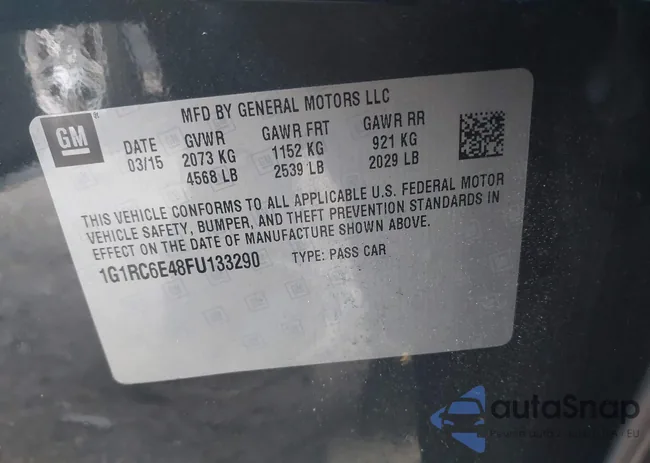 MFD BY GENERAL MOTORS LLC
GM ®
DATE GVWR GAWR FRT GAWR RR
03/15 2073 KG 1152 KG 921 KG
4568 LB 2539 LB 2029 LB
THIS VEHICLE CONFORMS TO ALL APPLICABLE U.S. FEDERAL MOTOR
VEHICLE SAFETY, BUMPER, AND THEFT PREVENTION STANDARDS IN
EFFECT ON THE DATE OF MANUFACTURE SHOWN ABOVE.
1G1RC6E48FU133290 TYPE: PASS CAR
autoSnap